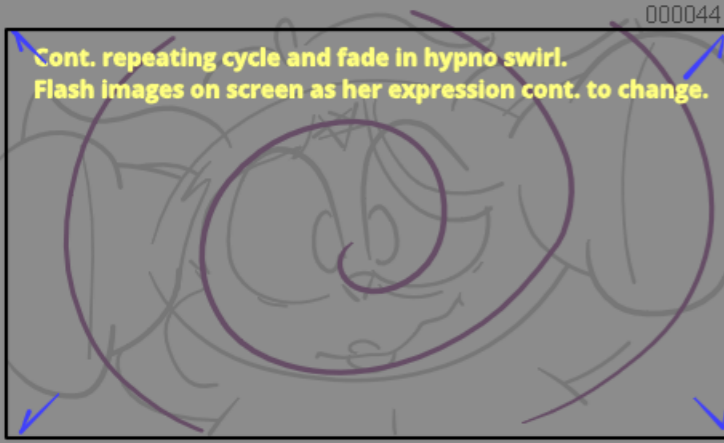 000044
Cont. repeating cycle and fade in hypno swirl.
Flash images on screen as her expression cont. to change.